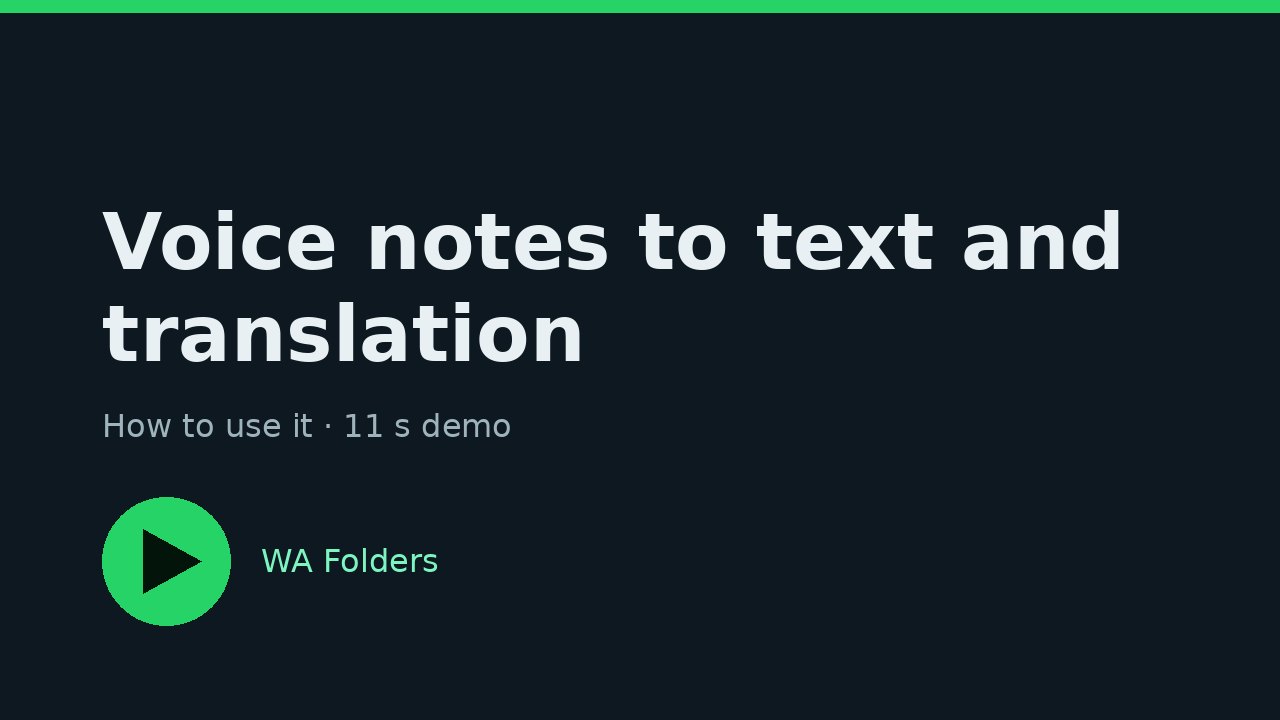 Voice notes to text and
translation
How to use it · 11 s demo
WA Folders